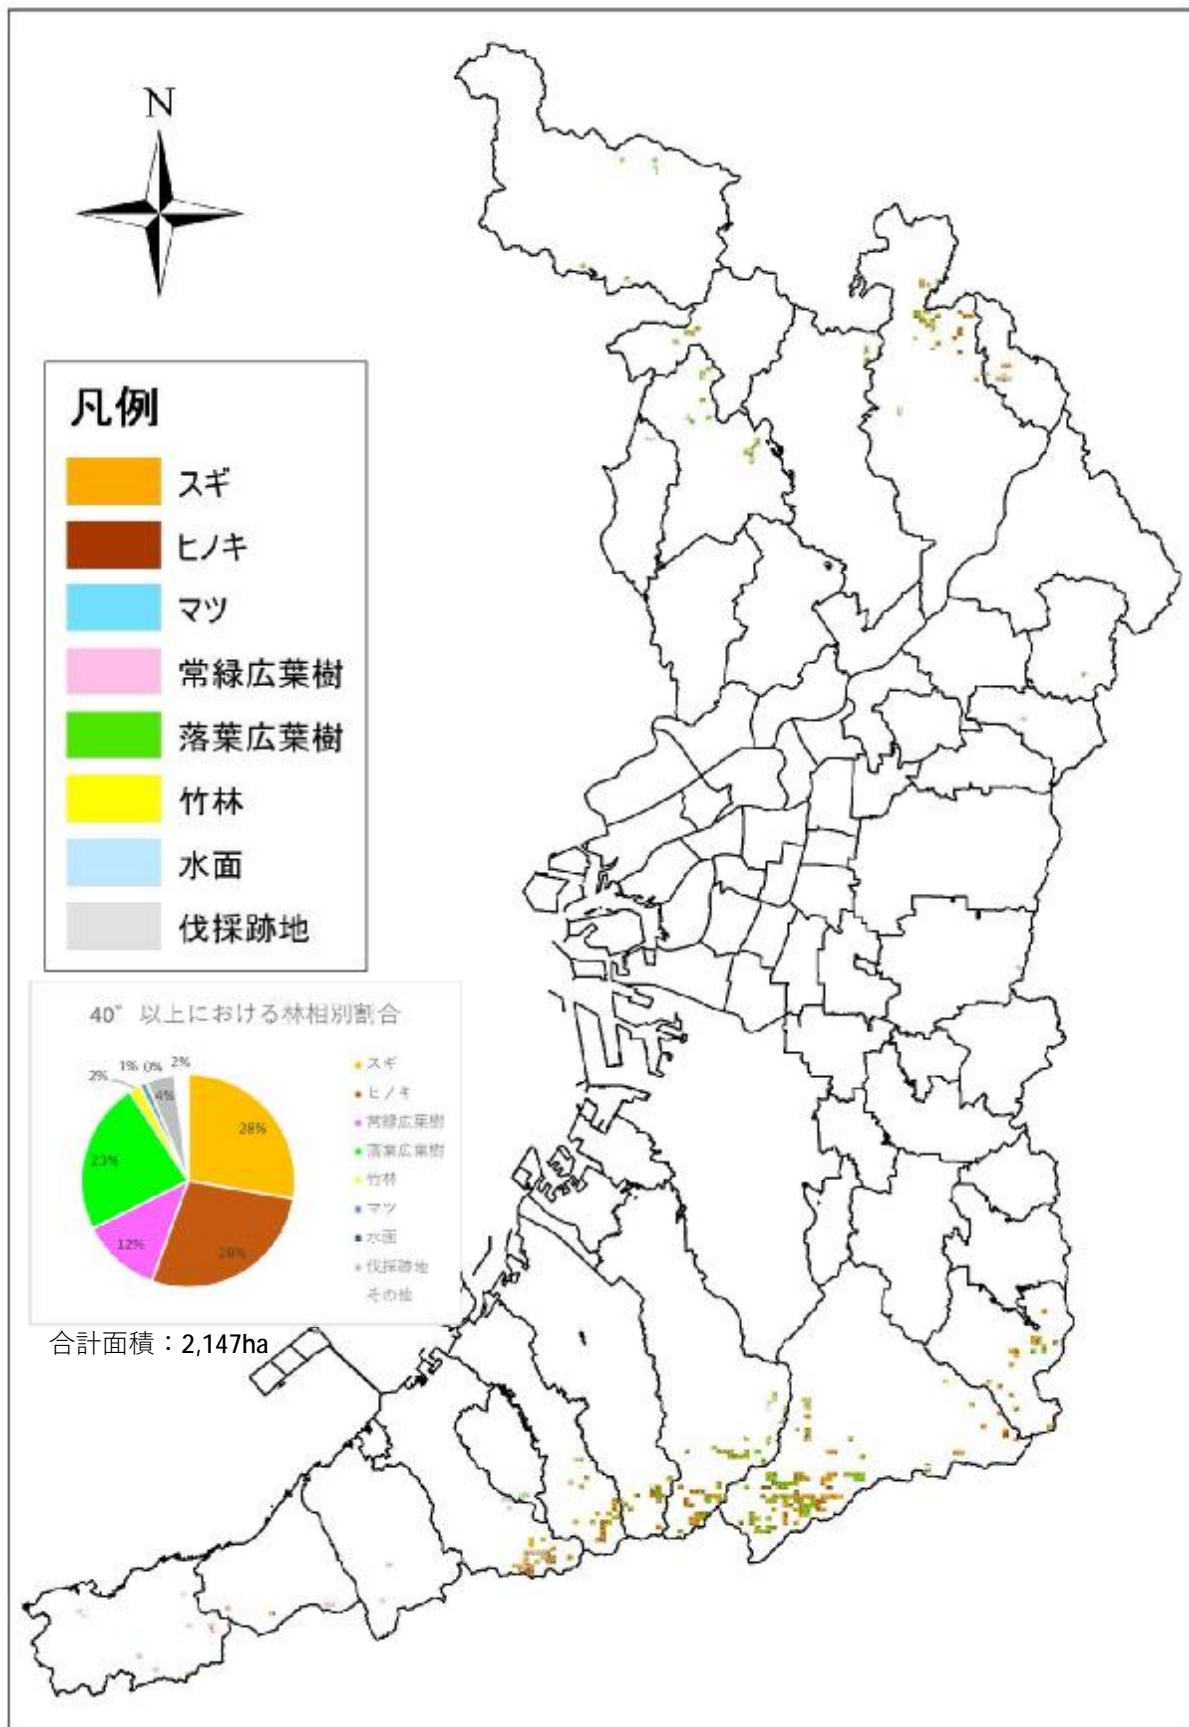 N
凡例
スギ
ヒノキ
マツ
常緑広葉樹
落葉広葉樹
竹林
水面
伐採跡地
40° 以上における林相別割合
2%
1%
0%
2%
4%
28%
23%
12%
28%
スギ
ヒノキ
常緑広葉樹
落葉広葉樹
竹林
マツ
水面
伐採跡地
その他
合計面積：2,147ha